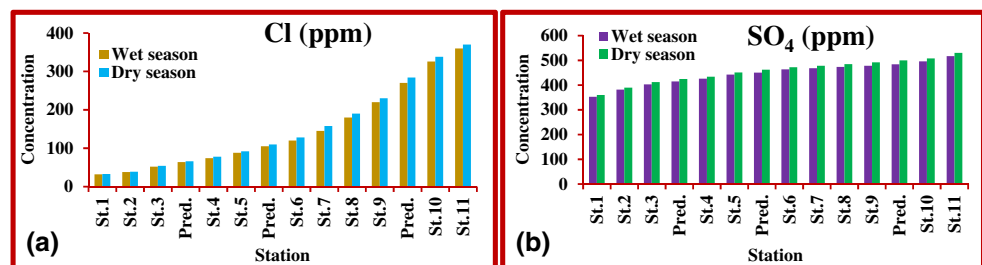 Cl (ppm)
Wet season
Dry season
Concentration
400
300
200
100
0
St.1
St.2
St.3
Pred.
St.4
St.5
Pred.
St.6
St.7
St.8
St.9
Pred.
St.10
St.11
Station
(a)
SO₄ (ppm)
Wet season
Dry season
Concentration
600
500
400
300
200
100
0
St.1
St.2
St.3
Pred.
St.4
St.5
Pred.
St.6
St.7
St.8
St.9
Pred.
St.10
St.11
Station
(b)